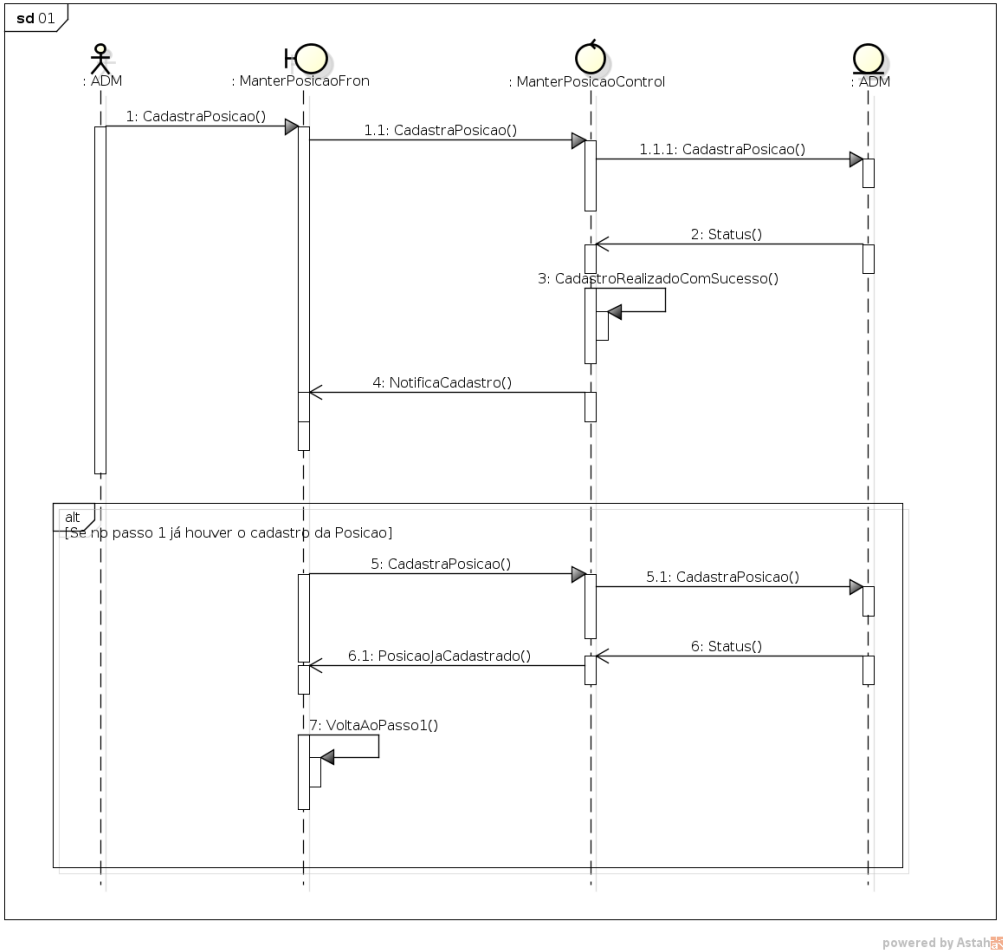 sd 01
: ADM
: ManterPosicaoFron
: ManterPosicaoControl
: ADM
1: CadastraPosicao()
1.1: CadastraPosicao()
1.1.1: CadastraPosicao()
2: Status()
3: CadastroRealizadoComSucesso()
4: NotificaCadastro()
alt
[Se no passo 1 já houver o cadastro da Posicao]
5: CadastraPosicao()
5.1: CadastraPosicao()
6: Status()
6.1: PosicaoJaCadastrado()
7: VoltaAoPasso1()
powered by Astah